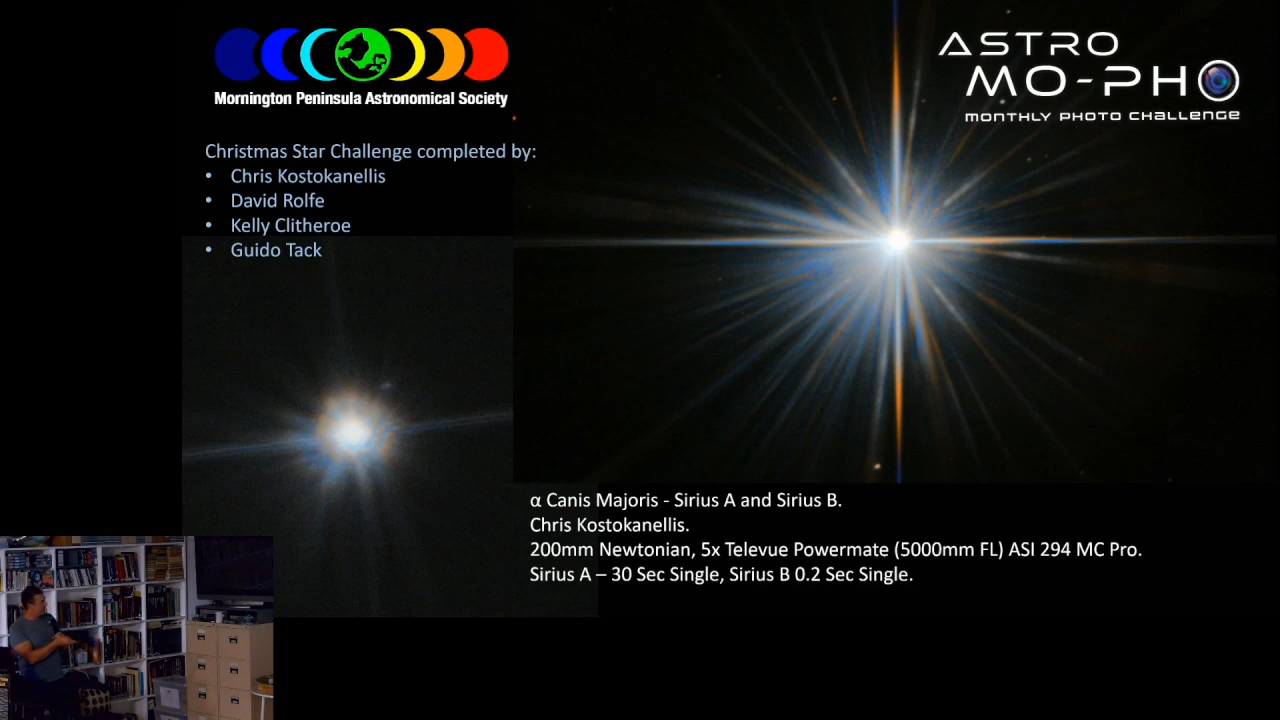 Mornington Peninsula Astronomical Society
ASTRO
MO-PHO
MONTHLY PHOTO CHALLENGE
Christmas Star Challenge completed by:
• Chris Kostokanellis
• David Rolfe
• Kelly Clitheroe
• Guido Tack
α Canis Majoris - Sirius A and Sirius B.
Chris Kostokanellis.
200mm Newtonian, 5x Televue Powermate (5000mm FL) ASI 294 MC Pro.
Sirius A – 30 Sec Single, Sirius B 0.2 Sec Single.